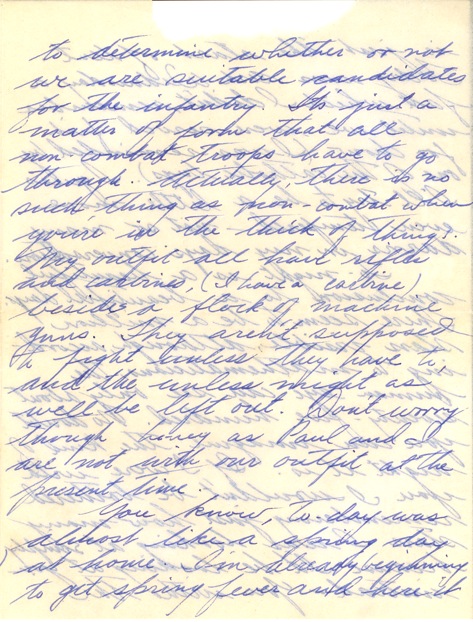 to determine whether or not
we are suitable candidates
for the infantry. It's just a
matter of form that all
non-combat troops have to go
through. Actually, there is no
such thing as non-combat when
you're in the thick of things.
My outfit all have rifles
and carbines, (I have a carbine)
beside a flock of machine
guns. They aren't supposed
to fight unless they have to,
and the unless might as
well be left out. Don't worry
though honey as Paul and I
are not with our outfit at the
present time.
You know, to-day was
almost like a spring day
at home. I'm already beginning
to get spring fever and here it